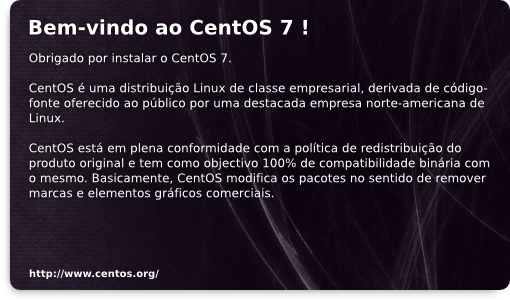 Bem-vindo ao CentOS 7 !
Obrigado por instalar o CentOS 7.
CentOS é uma distribuição Linux de classe empresarial, derivada de código-
fonte oferecido ao público por uma destacada empresa norte-americana de
Linux.
CentOS está em plena conformidade com a política de redistribuição do
produto original e tem como objectivo 100% de compatibilidade binária com
o mesmo. Basicamente, CentOS modifica os pacotes no sentido de remover
marcas e elementos gráficos comerciais.
http://www.centos.org/